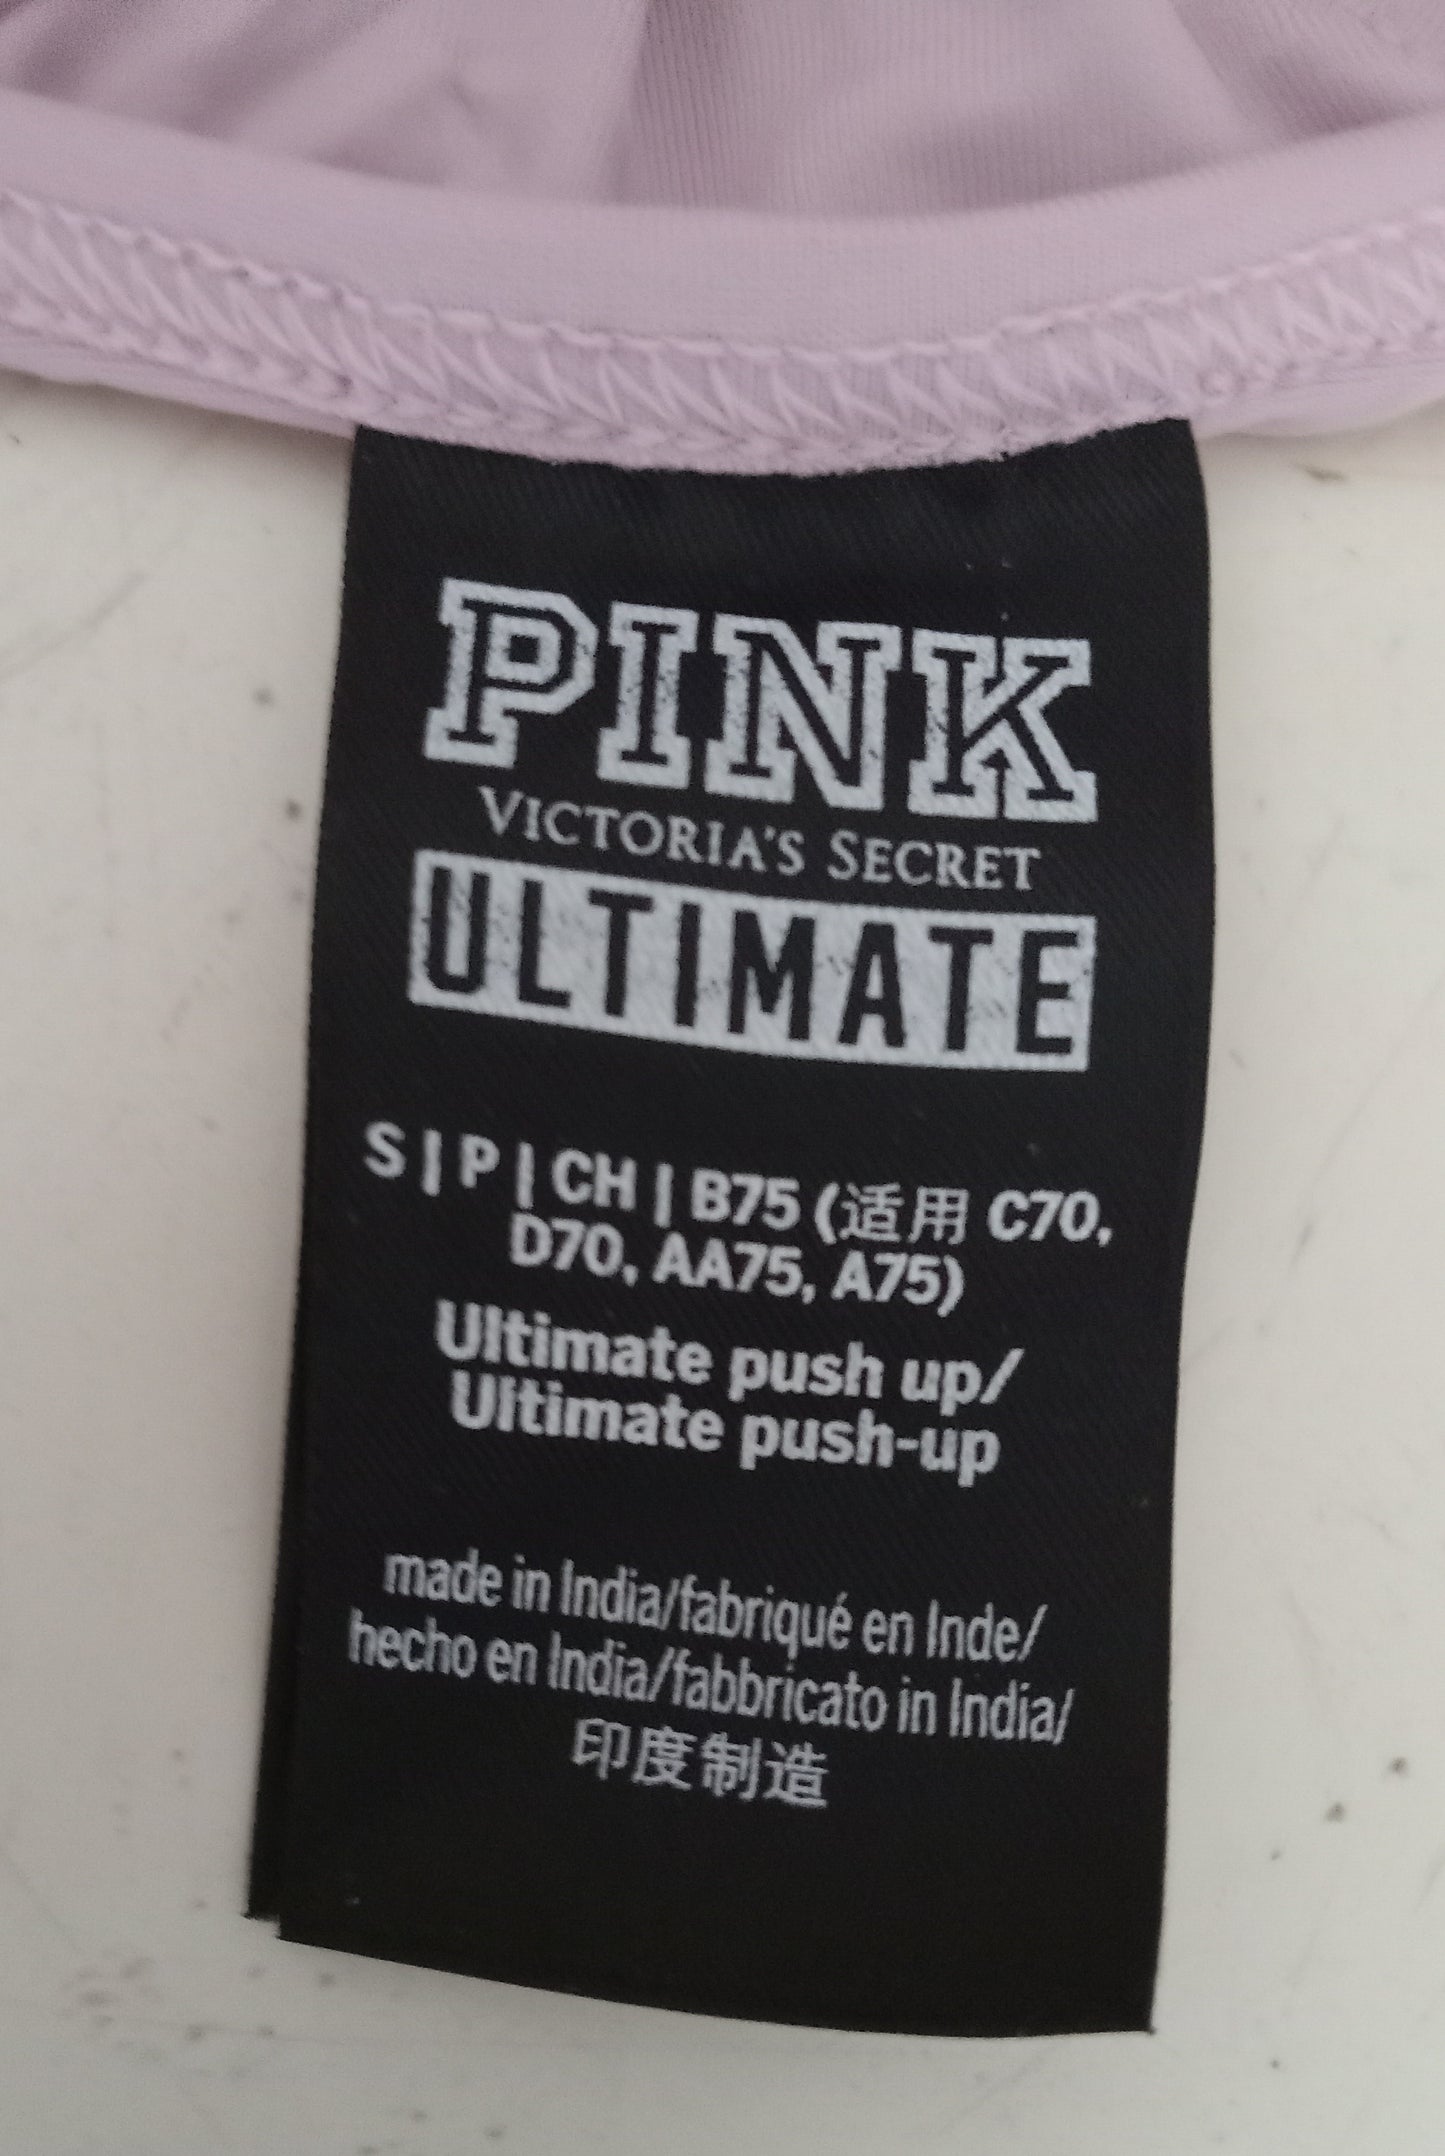 PINK
VICTORIA'S SECRET
ULTIMATE
S | P | CH | B75 (适用 C70,
D70, AA75, A75)
Ultimate push up/
Ultimate push-up
made in India/fabriqué en Inde/
hecho en India/fabbricato in India/
印度制造